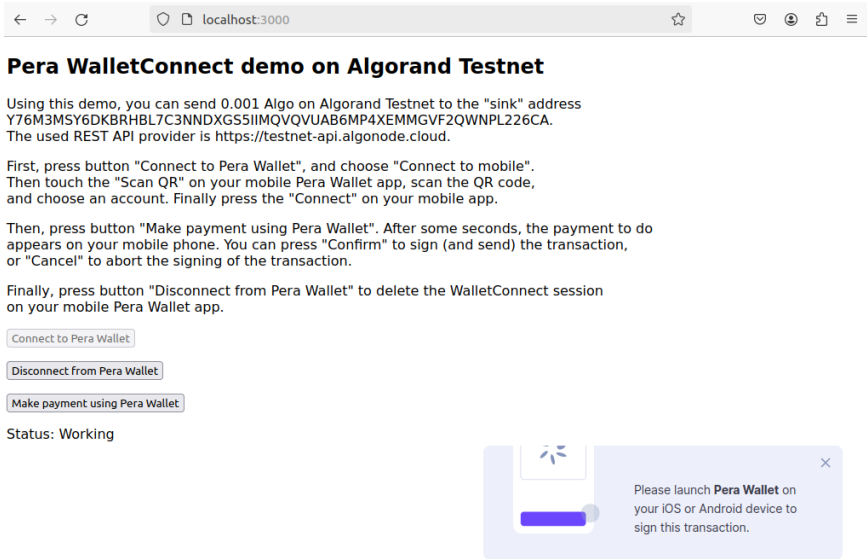 localhost:3000
Pera WalletConnect demo on Algorand Testnet
Using this demo, you can send 0.001 Algo on Algorand Testnet to the "sink" address
Y76M3MSY6DKBRHBL7C3NNDXGS5IIMQVQVUAB6MP4XEMMGVF2QWNPL226CA.
The used REST API provider is https://testnet-api.algonode.cloud.
First, press button "Connect to Pera Wallet", and choose "Connect to mobile".
Then touch the "Scan QR" on your mobile Pera Wallet app, scan the QR code,
and choose an account. Finally press the "Connect" on your mobile app.
Then, press button "Make payment using Pera Wallet". After some seconds, the payment to do
appears on your mobile phone. You can press "Confirm" to sign (and send) the transaction,
or "Cancel" to abort the signing of the transaction.
Finally, press button "Disconnect from Pera Wallet" to delete the WalletConnect session
on your mobile Pera Wallet app.
Connect to Pera Wallet
Disconnect from Pera Wallet
Make payment using Pera Wallet
Status: Working
Please launch Pera Wallet on
your iOS or Android device to
sign this transaction.